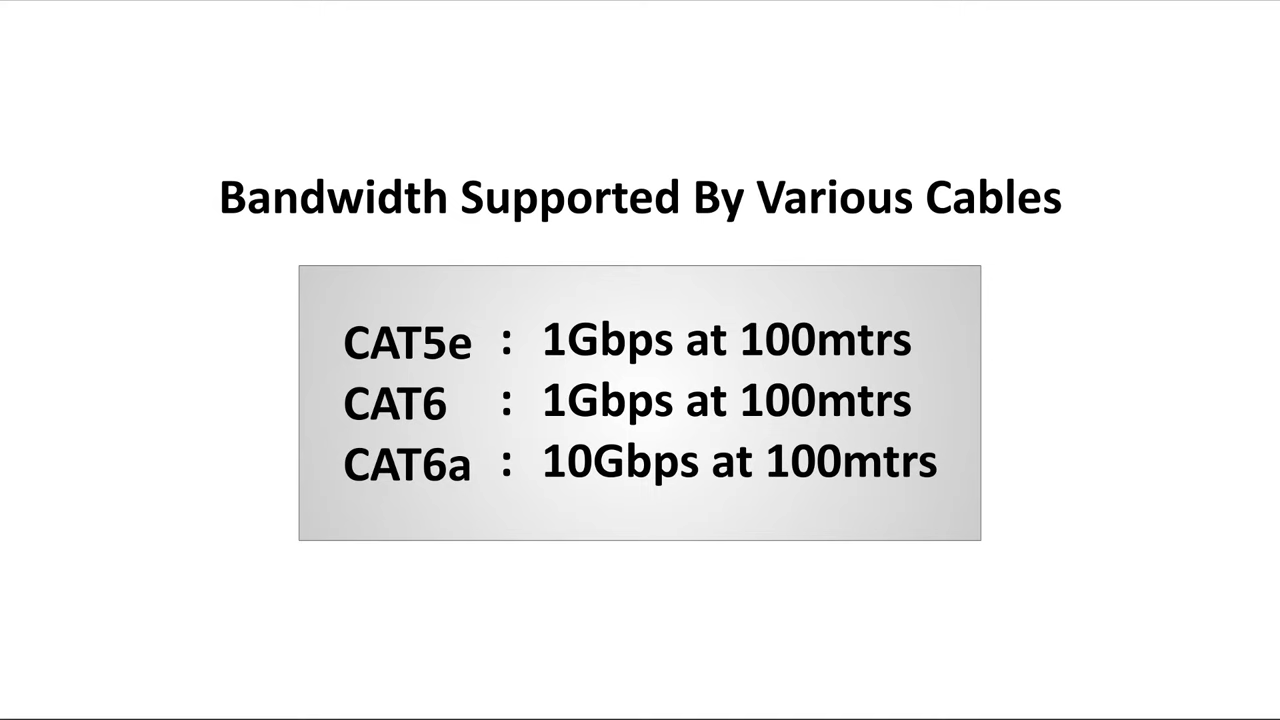 Bandwidth Supported By Various Cables
CAT5e : 1Gbps at 100mtrs
CAT6 : 1Gbps at 100mtrs
CAT6a : 10Gbps at 100mtrs